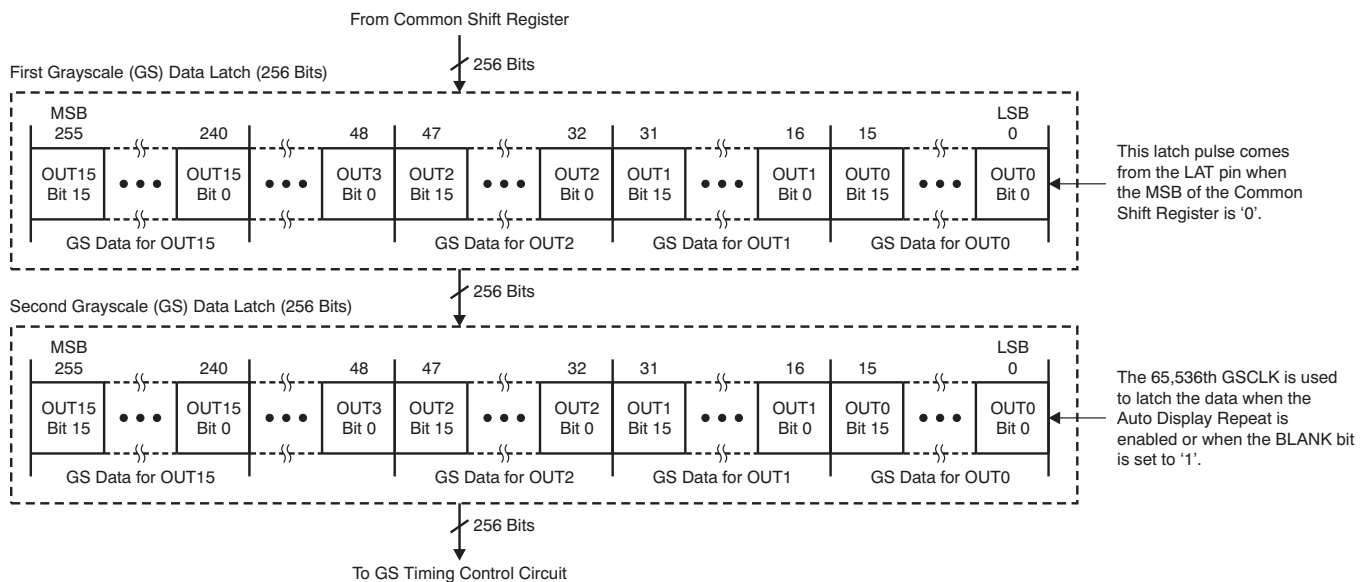 From Common Shift Register
256 Bits
First Grayscale (GS) Data Latch (256 Bits)
MSB LSB
255 240 48 47 32 31 16 15 0
OUT15 OUT15 OUT3 OUT2 OUT2 OUT1 OUT1 OUT0 OUT0
Bit 15 Bit 0 Bit 0 Bit 15 Bit 0 Bit 15 Bit 0 Bit 15 Bit 0
GS Data for OUT15 GS Data for OUT2 GS Data for OUT1 GS Data for OUT0
This latch pulse comes
from the LAT pin when
the MSB of the Common
Shift Register is ‘0’.
256 Bits
Second Grayscale (GS) Data Latch (256 Bits)
MSB LSB
255 240 48 47 32 31 16 15 0
OUT15 OUT15 OUT3 OUT2 OUT2 OUT1 OUT1 OUT0 OUT0
Bit 15 Bit 0 Bit 0 Bit 15 Bit 0 Bit 15 Bit 0 Bit 15 Bit 0
GS Data for OUT15 GS Data for OUT2 GS Data for OUT1 GS Data for OUT0
The 65,536th GSCLK is used
to latch the data when the
Auto Display Repeat is
enabled or when the BLANK bit
is set to ‘1’.
256 Bits
To GS Timing Control Circuit